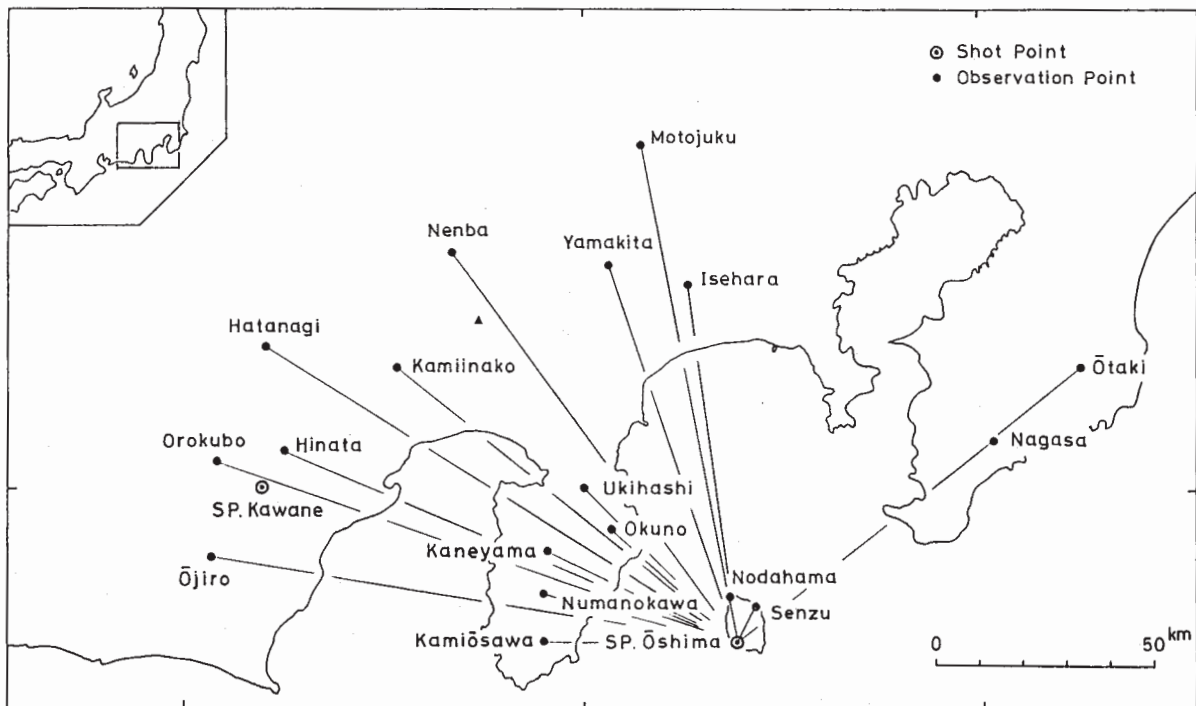 Shot Point
Observation Point
Motojuku
Nenba
Yamakita
Isehara
Hatanagi
Kamiinako
Ōtaki
Orokubo
Hinata
Nagasa
SP. Kawane
Ukihashi
Okuno
Kaneyama
Ōjiro
Nodahama
Numanokawa
Senzu
Kamiōsawa
SP. Ōshima
0 50 km